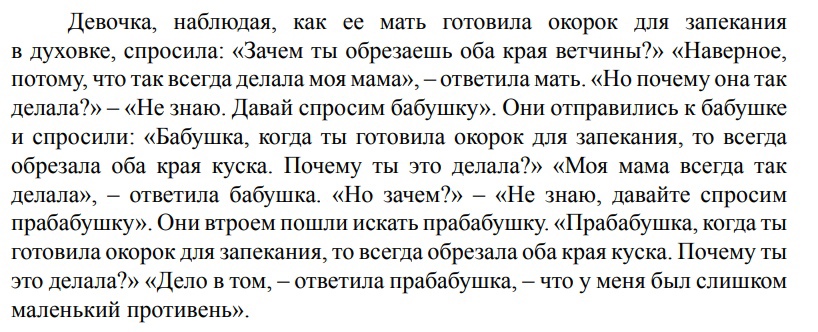 Девочка, наблюдая, как ее мать готовила окорок для запекания
в духовке, спросила: «Зачем ты обрезаешь оба края ветчины?» «Наверное,
потому, что так всегда делала моя мама», – ответила мать. «Но почему она так
делала?» – «Не знаю. Давай спросим бабушку». Они отправились к бабушке
и спросили: «Бабушка, когда ты готовила окорок для запекания, то всегда
обрезала оба края куска. Почему ты это делала?» «Моя мама всегда так
делала», – ответила бабушка. «Но зачем?» – «Не знаю, давайте спросим
прабабушку». Они втроем пошли искать прабабушку. «Прабабушка, когда ты
готовила окорок для запекания, то всегда обрезала оба края куска. Почему ты
это делала?» «Дело в том, – ответила прабабушка, – что у меня был слишком
маленький противень».